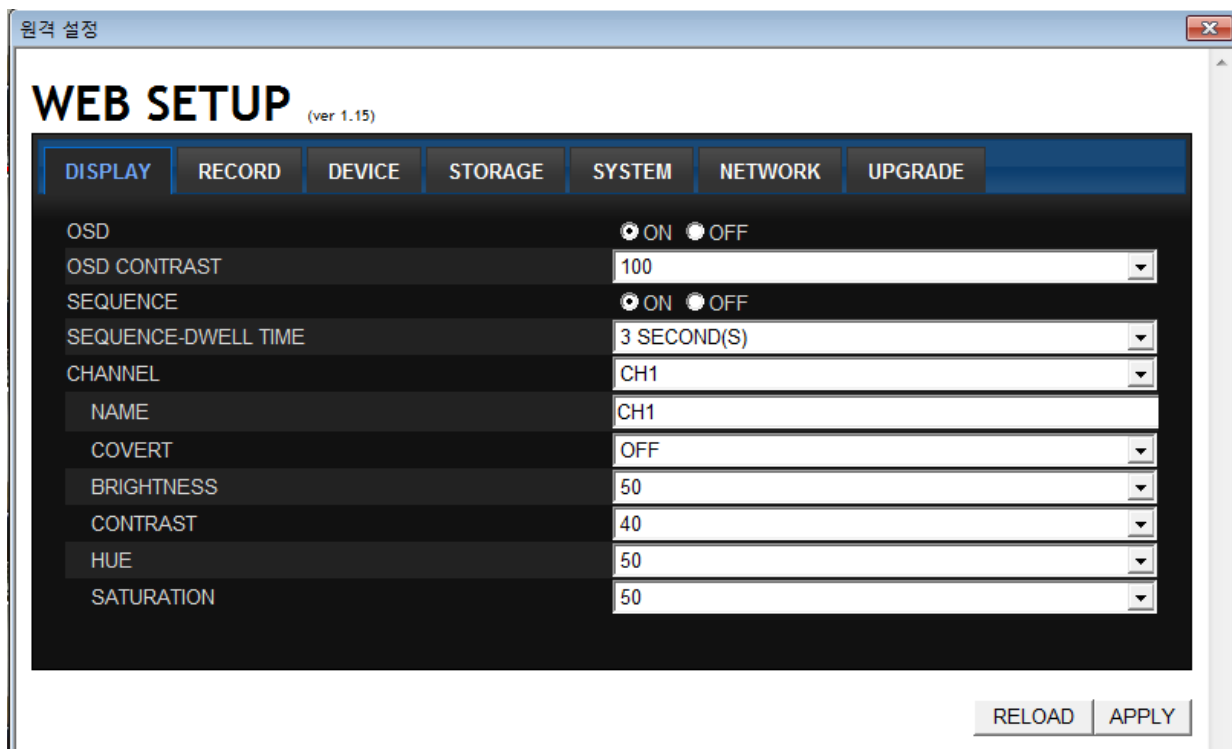 원격 설정
WEB SETUP (ver 1.15)
DISPLAY RECORD DEVICE STORAGE SYSTEM NETWORK UPGRADE
OSD ON OFF
OSD CONTRAST 100
SEQUENCE ON OFF
SEQUENCE-DWELL TIME 3 SECOND(S)
CHANNEL CH1
NAME CH1
COVERT OFF
BRIGHTNESS 50
CONTRAST 40
HUE 50
SATURATION 50
RELOAD APPLY